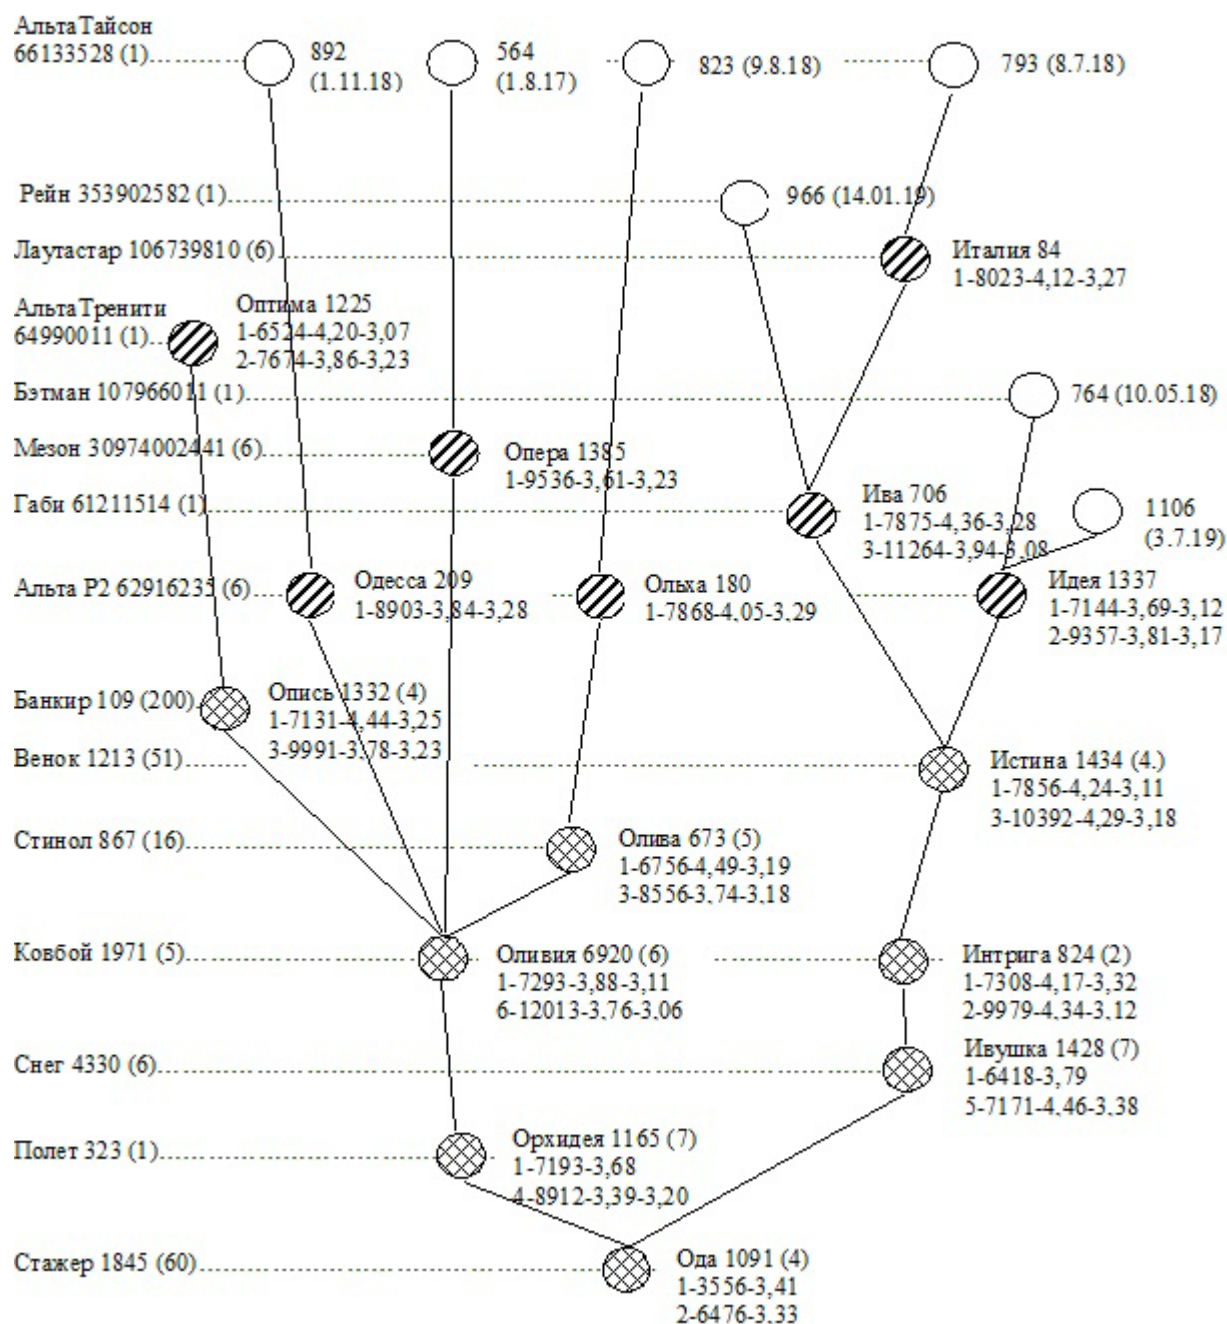 АльтаТайсон
66133528 (1)
892
(1.11.18)
564
(1.8.17)
823 (9.8.18)
793 (8.7.18)
Рейн 353902582 (1)
966 (14.01.19)
Лаутастар 106739810 (6)
Италия 84
1-8023-4,12-3,27
АльтаТренити
64990011 (1)
Оптима 1225
1-6524-4,20-3,07
2-7674-3,86-3,23
Бэтман 107966011 (1)
764 (10.05.18)
Мезон 30974002441 (6)
Опера 1385
1-9536-3,61-3,23
Габи 61211514 (1)
Ива 706
1-7875-4,36-3,28
3-11264-3,94-3,08
1106
(3.7.19)
Альта Р2 62916235 (6)
Одесса 209
1-8903-3,84-3,28
Ольха 180
1-7868-4,05-3,29
Идея 1337
1-7144-3,69-3,12
2-9357-3,81-3,17
Банкир 109 (200)
Опись 1332 (4)
1-7131-4,44-3,25
3-9991-3,78-3,23
Венок 1213 (51)
Истина 1434 (4.)
1-7856-4,24-3,11
3-10392-4,29-3,18
Стинол 867 (16)
Олива 673 (5)
1-6756-4,49-3,19
3-8556-3,74-3,18
Ковбой 1971 (5)
Оливия 6920 (6)
1-7293-3,88-3,11
6-12013-3,76-3,06
Интрига 824 (2)
1-7308-4,17-3,32
2-9979-4,34-3,12
Снег 4330 (6)
Ивушка 1428 (7)
1-6418-3,79
5-7171-4,46-3,38
Полет 323 (1)
Орхидея 1165 (7)
1-7193-3,68
4-8912-3,39-3,20
Стажер 1845 (60)
Ода 1091 (4)
1-3556-3,41
2-6476-3,33